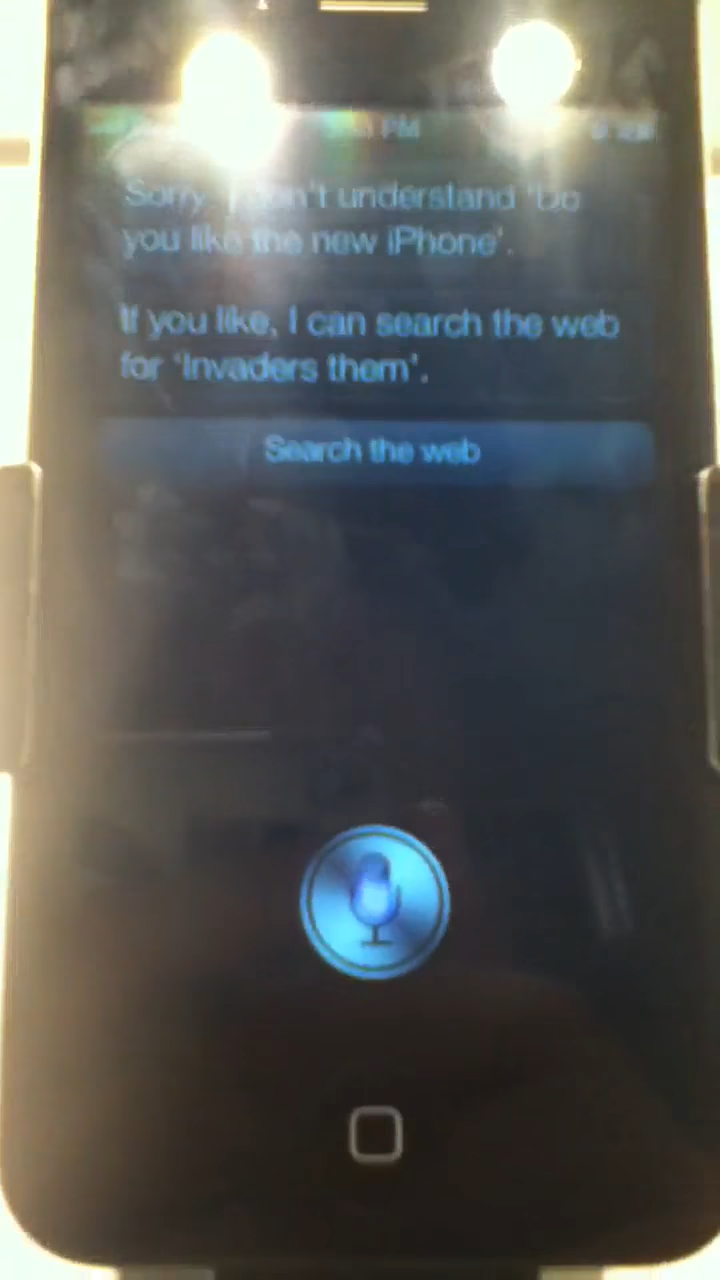 PM
Sorry, I don't understand 'Do
you like the new iPhone'.
If you like, I can search the web
for 'Invaders them'.
Search the web